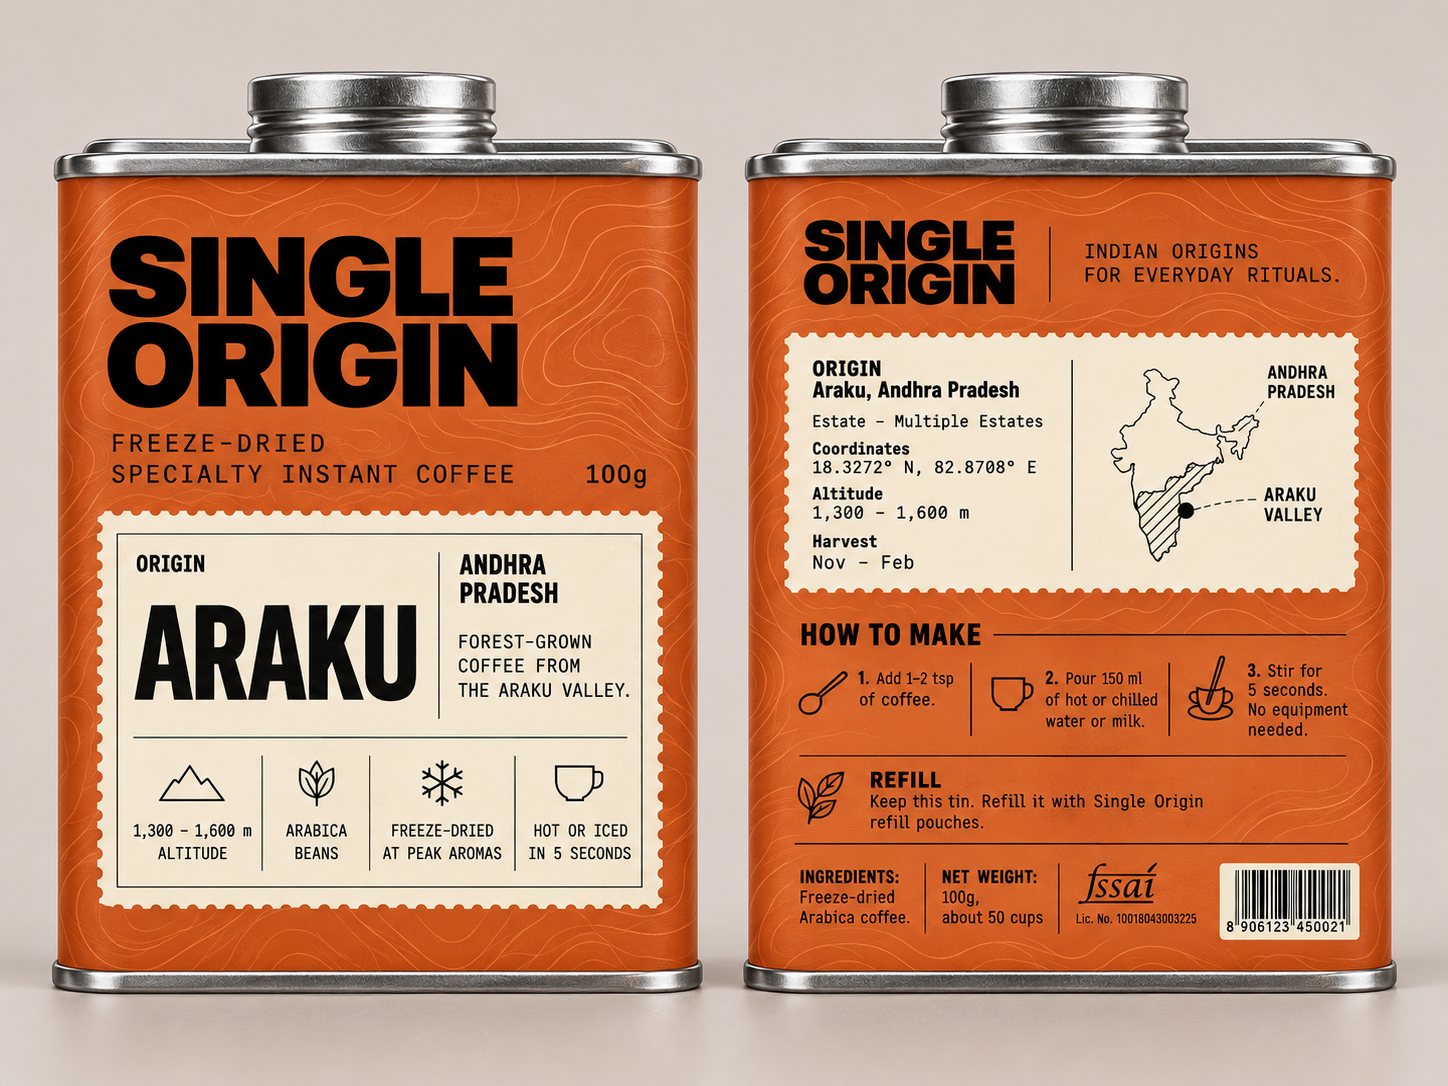 SINGLE
ORIGIN
FREEZE-DRIED
SPECIALTY INSTANT COFFEE
100g
ORIGIN
ARAKU
ANDHRA
PRADESH
FOREST-GROWN
COFFEE FROM
THE ARAKU VALLEY.
1,300 – 1,600 m
ALTITUDE
ARABICA
BEANS
FREEZE-DRIED
AT PEAK AROMAS
HOT OR ICED
IN 5 SECONDS
SINGLE
ORIGIN
INDIAN ORIGINS
FOR EVERYDAY RITUALS.
ORIGIN
Araku, Andhra Pradesh
Estate – Multiple Estates
Coordinates
18.3272° N, 82.8708° E
Altitude
1,300 – 1,600 m
Harvest
Nov – Feb
ANDHRA
PRADESH
ARAKU
VALLEY
HOW TO MAKE
1. Add 1–2 tsp
of coffee.
2. Pour 150 ml
of hot or chilled
water or milk.
3. Stir for
5 seconds.
No equipment
needed.
REFILL
Keep this tin. Refill it with Single Origin
refill pouches.
INGREDIENTS:
Freeze-dried
Arabica coffee.
NET WEIGHT:
100g,
about 50 cups
fssai
Lic. No. 10018043003225
8 906123 450021